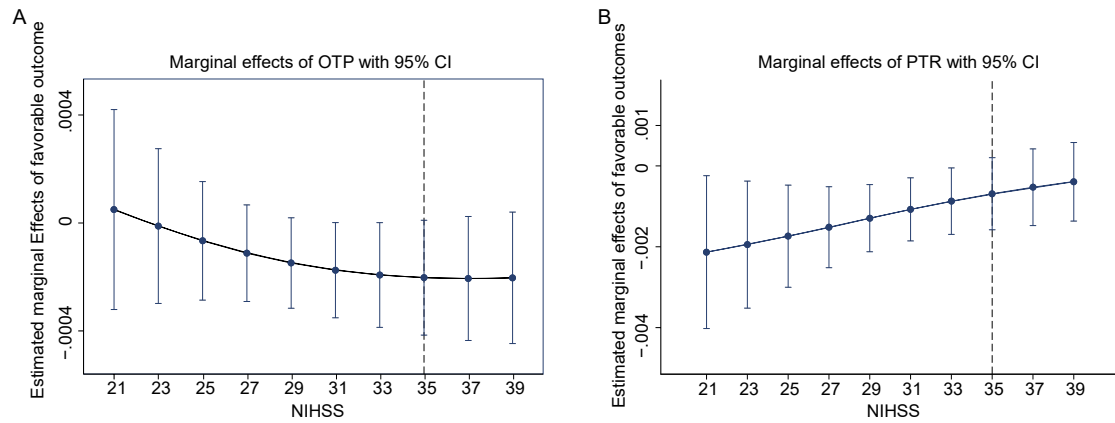 A
Marginal effects of OTP with 95% CI
Estimated marginal Effects of favorable outcome
.0004
0
-.0004
21 23 25 27 29 31 33 35 37 39
NIHSS
B
Marginal effects of PTR with 95% CI
Estimated marginal effects of favorable outcomes
.001
0
-.002
-.004
21 23 25 27 29 31 33 35 37 39
NIHSS